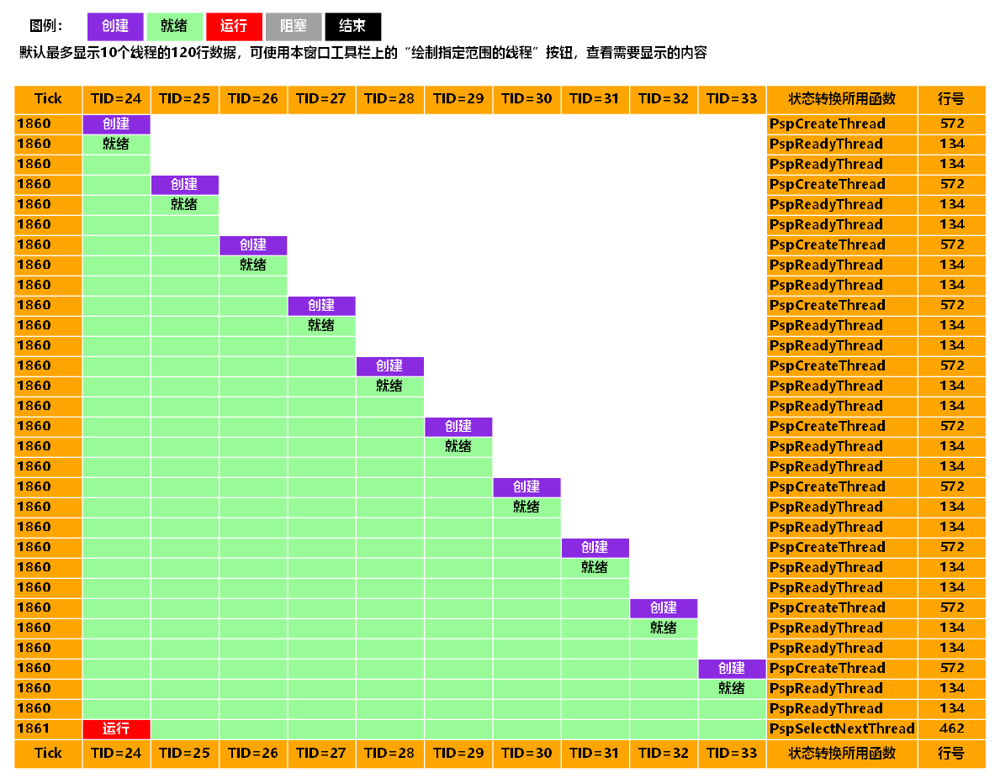 图例： 创建 就绪 运行 阻塞 结束
默认最多显示10个线程的120行数据，可使用本窗口工具栏上的“绘制指定范围的线程”按钮，查看需要显示的内容
Tick TID=24 TID=25 TID=26 TID=27 TID=28 TID=29 TID=30 TID=31 TID=32 TID=33 状态转换所用函数 行号
1860 创建 PspCreateThread 572
1860 就绪 PspReadyThread 134
1860 PspReadyThread 134
1860 创建 PspCreateThread 572
1860 就绪 PspReadyThread 134
1860 PspReadyThread 134
1860 创建 PspCreateThread 572
1860 就绪 PspReadyThread 134
1860 PspReadyThread 134
1860 创建 PspCreateThread 572
1860 就绪 PspReadyThread 134
1860 PspReadyThread 134
1860 创建 PspCreateThread 572
1860 就绪 PspReadyThread 134
1860 PspReadyThread 134
1860 创建 PspCreateThread 572
1860 就绪 PspReadyThread 134
1860 PspReadyThread 134
1860 创建 PspCreateThread 572
1860 就绪 PspReadyThread 134
1860 PspReadyThread 134
1860 创建 PspCreateThread 572
1860 就绪 PspReadyThread 134
1860 PspReadyThread 134
1860 创建 PspCreateThread 572
1860 就绪 PspReadyThread 134
1860 PspReadyThread 134
1860 创建 PspCreateThread 572
1860 就绪 PspReadyThread 134
1860 PspReadyThread 134
1861 运行 PspSelectNextThread 462
Tick TID=24 TID=25 TID=26 TID=27 TID=28 TID=29 TID=30 TID=31 TID=32 TID=33 状态转换所用函数 行号